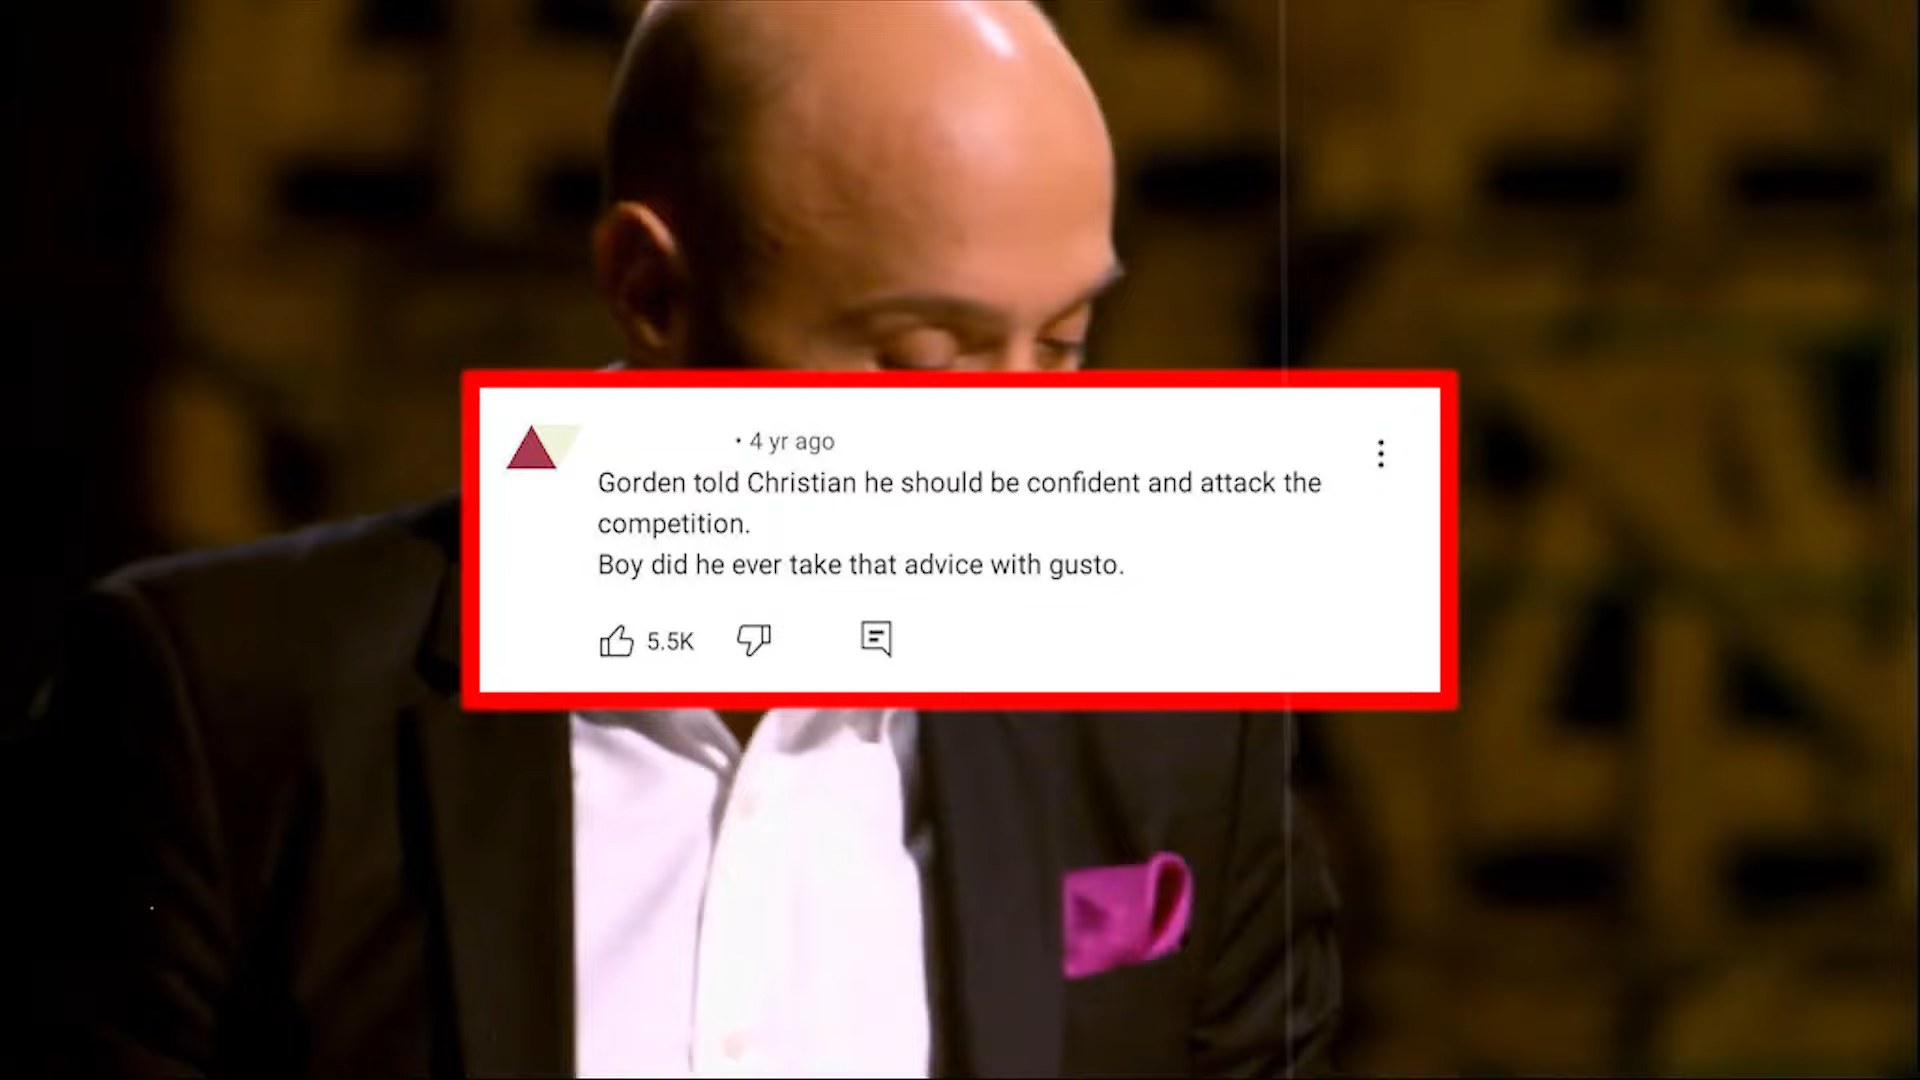 • 4 yr ago
Gorden told Christian he should be confident and attack the
competition.
Boy did he ever take that advice with gusto.
5.5K